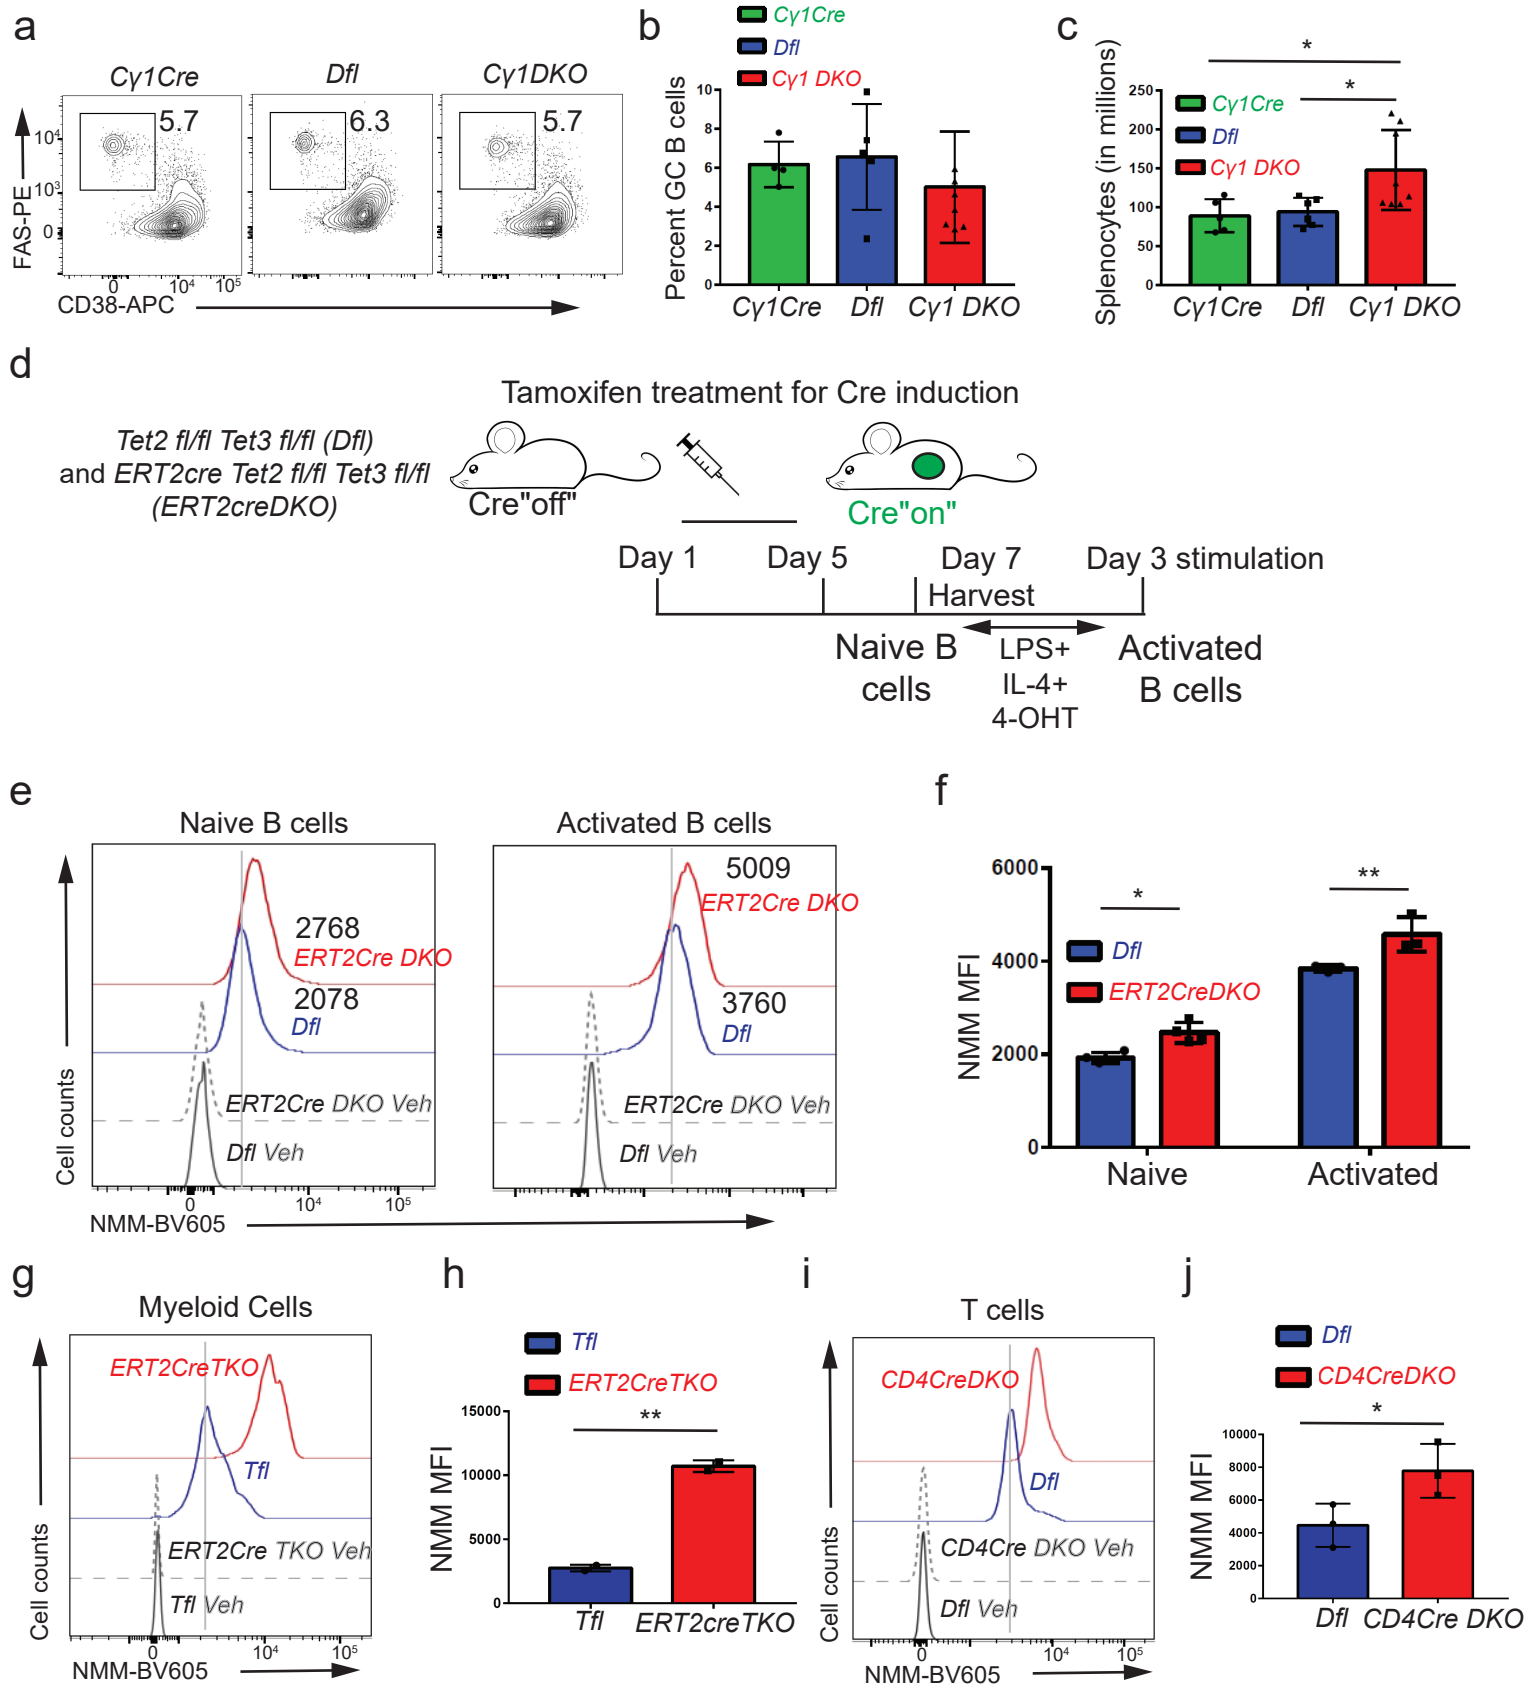 a
Cγ1Cre
Dfl
Cγ1DKO
5.7
6.3
5.7
FAS-PE
10⁴
10³
0
0
10⁴
10⁵
CD38-APC
b
Cγ1Cre
Dfl
Cγ1 DKO
Percent GC B cells
10
8
6
4
2
0
Cγ1Cre
Dfl
Cγ1 DKO
c
Splenocytes (in millions)
*
*
Cγ1Cre
Dfl
Cγ1 DKO
250
200
150
100
50
0
Cγ1Cre
Dfl
Cγ1 DKO
d
Tamoxifen treatment for Cre induction
Tet2 fl/fl Tet3 fl/fl (Dfl)
and ERT2cre Tet2 fl/fl Tet3 fl/fl
(ERT2creDKO)
Cre"off"
Cre"on"
Day 1
Day 5
Day 7
Day 3 stimulation
Harvest
Naive B
cells
LPS+
IL-4+
4-OHT
Activated
B cells
e
Naive B cells
2768
ERT2Cre DKO
2078
Dfl
ERT2Cre DKO Veh
Dfl Veh
Cell counts
0
10⁴
10⁵
NMM-BV605
Activated B cells
5009
ERT2Cre DKO
3760
Dfl
ERT2Cre DKO Veh
Dfl Veh
f
NMM MFI
6000
4000
2000
0
*
**
Dfl
ERT2CreDKO
Naive
Activated
g
Myeloid Cells
ERT2CreTKO
Tfl
ERT2Cre TKO Veh
Tfl Veh
Cell counts
0
10⁴
10⁵
NMM-BV605
h
Tfl
ERT2CreTKO
**
NMM MFI
15000
10000
5000
0
Tfl
ERT2creTKO
i
T cells
CD4CreDKO
Dfl
CD4Cre DKO Veh
Dfl Veh
Cell counts
0
10⁴
10⁵
NMM-BV605
j
Dfl
CD4CreDKO
*
NMM MFI
10000
8000
6000
4000
2000
0
Dfl
CD4Cre DKO